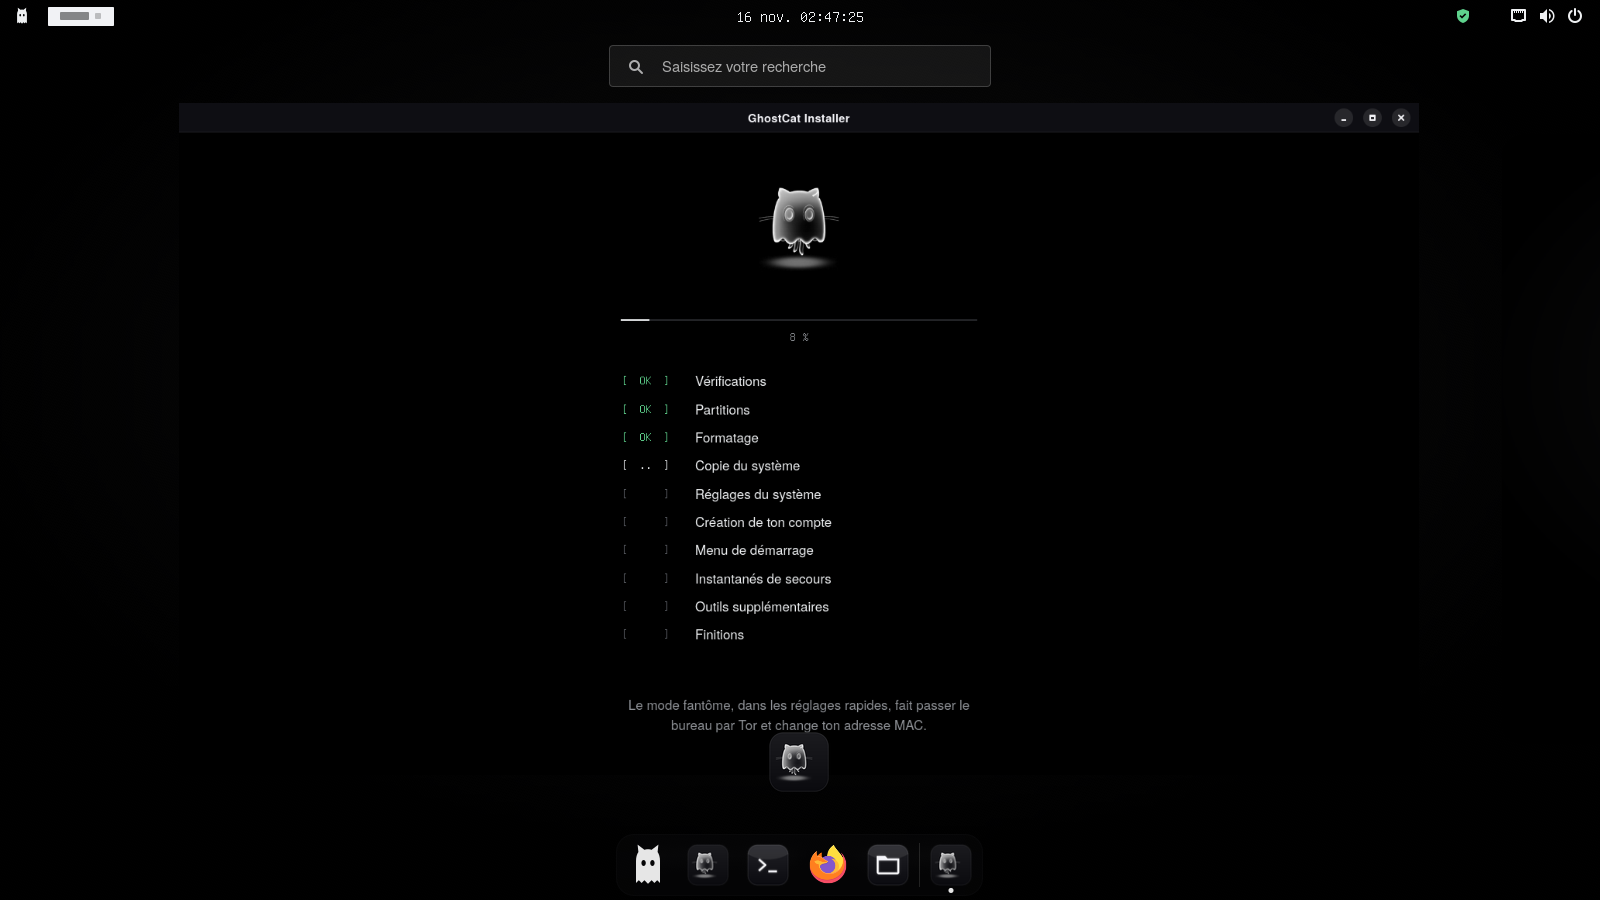 16 nov. 02:47:25
Saisissez votre recherche
GhostCat Installer
8 %
[ OK ] Vérifications
[ OK ] Partitions
[ OK ] Formatage
[ .. ] Copie du système
[ ] Réglages du système
[ ] Création de ton compte
[ ] Menu de démarrage
[ ] Instantanés de secours
[ ] Outils supplémentaires
[ ] Finitions
Le mode fantôme, dans les réglages rapides, fait passer le
bureau par Tor et change ton adresse MAC.